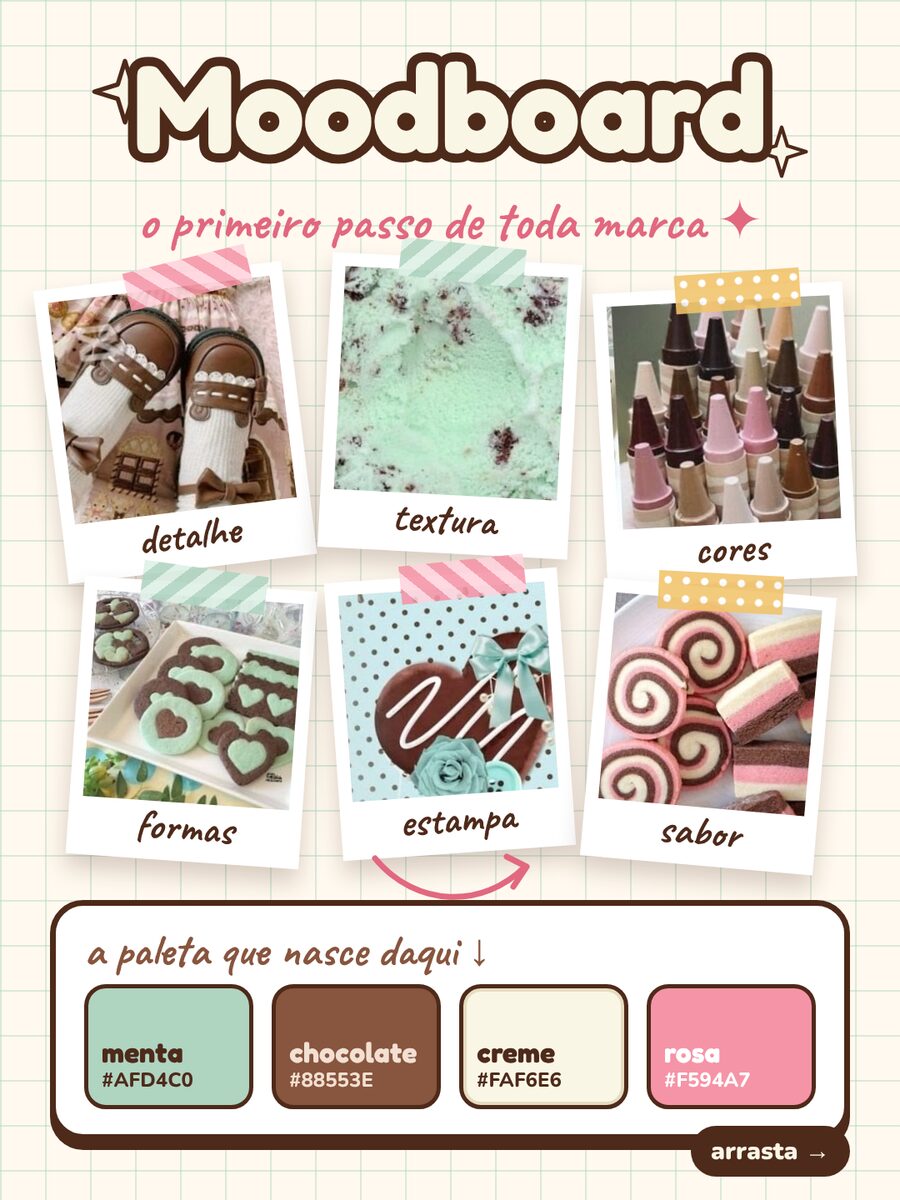 Moodboard
o primeiro passo de toda marca ✦
detalhe
textura
cores
formas
estampa
sabor
a paleta que nasce daqui ↓
menta
#AFD4C0
chocolate
#88553E
creme
#FAF6E6
rosa
#F594A7
arrasta →